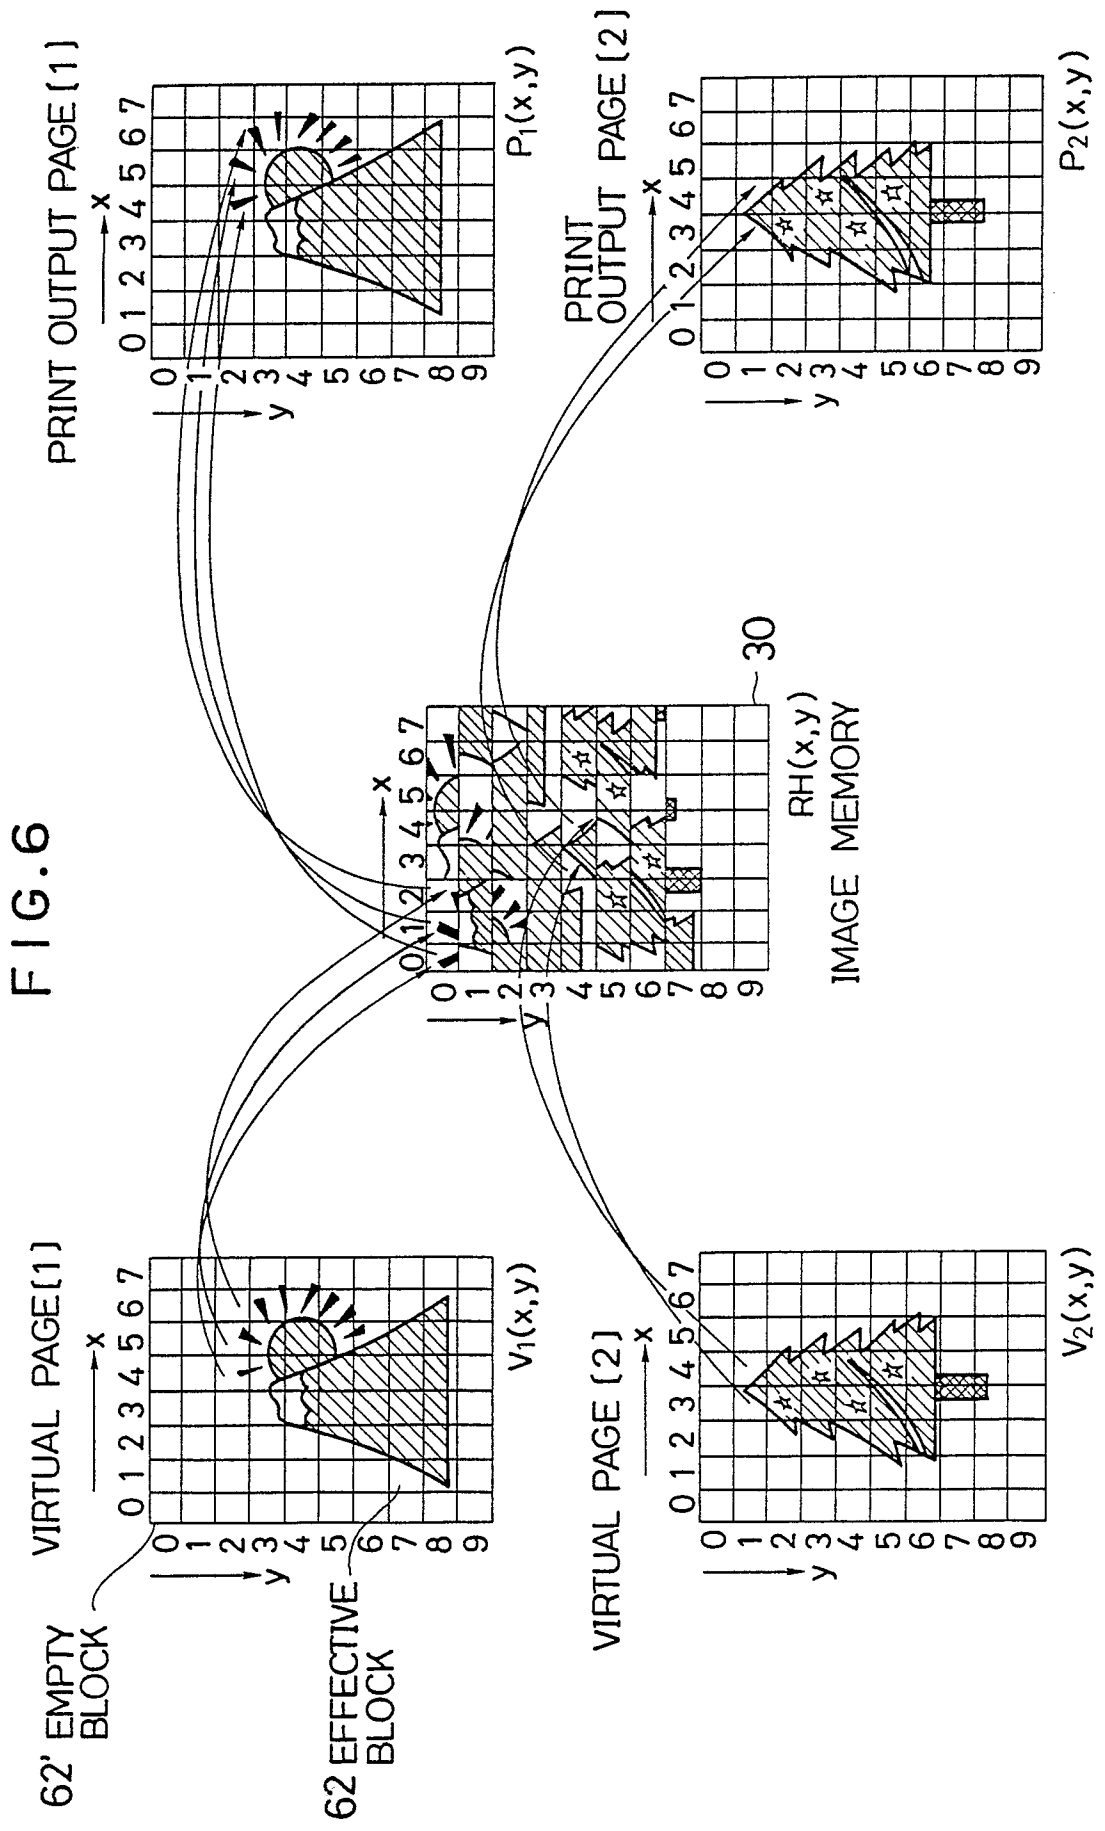 FIG.6
62' EMPTY
BLOCK
62 EFFECTIVE
BLOCK
VIRTUAL PAGE[1]
x
0 1 2 3 4 5 6 7
y
0
1
2
3
4
5
6
7
8
9
V1(x,y)
VIRTUAL PAGE [2]
x
0 1 2 3 4 5 6 7
y
0
1
2
3
4
5
6
7
8
9
V2(x,y)
x
0 1 2 3 4 5 6 7
y
0
1
2
3
4
5
6
7
8
9
30
RH(x,y)
IMAGE MEMORY
PRINT OUTPUT PAGE[1]
x
0 1 2 3 4 5 6 7
y
0
1
2
3
4
5
6
7
8
9
P1(x,y)
PRINT
OUTPUT PAGE [2]
x
0 1 2 3 4 5 6 7
y
0
1
2
3
4
5
6
7
8
9
P2(x,y)